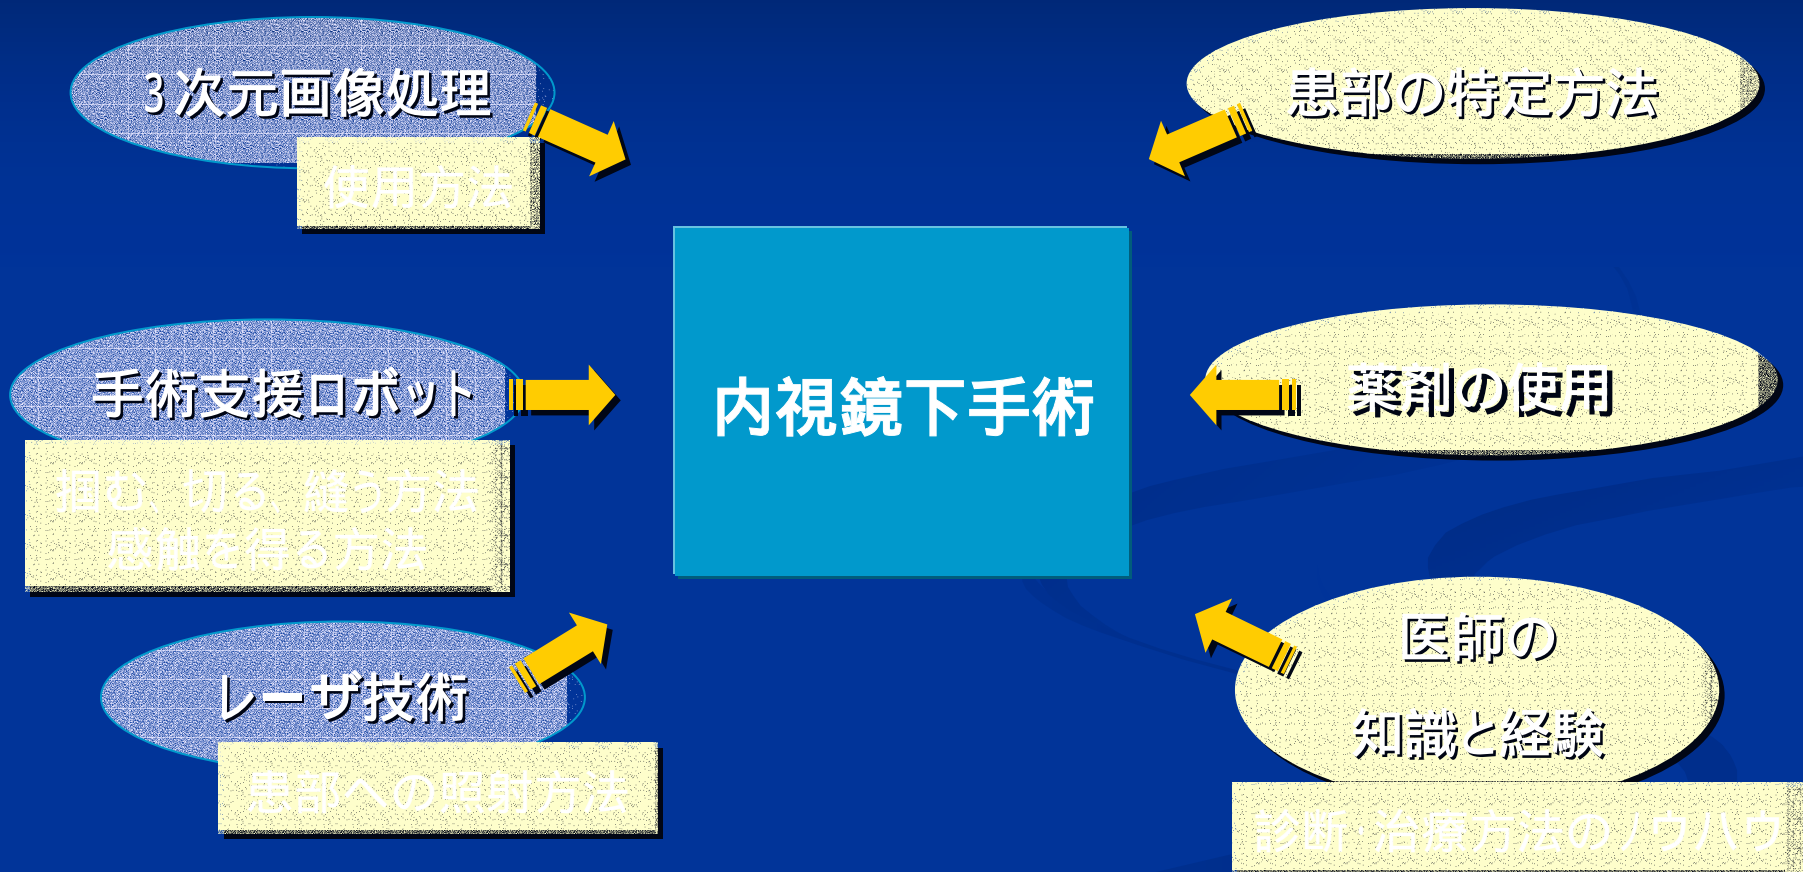 3次元画像処理
使用方法
手術支援ロボット
掴む、切る、縫う方法
感触を得る方法
レーザ技術
患部への照射方法
内視鏡下手術
患部の特定方法
薬剤の使用
医師の
知識と経験
診断 治療方法のノウハウ